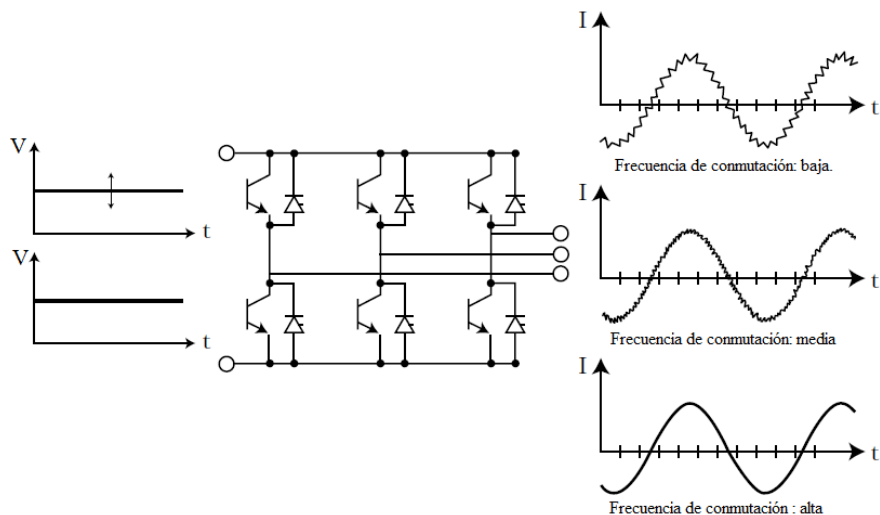 V
t
V
t
I
t
Frecuencia de conmutación: baja.
I
t
Frecuencia de conmutación: media
I
t
Frecuencia de conmutación : alta